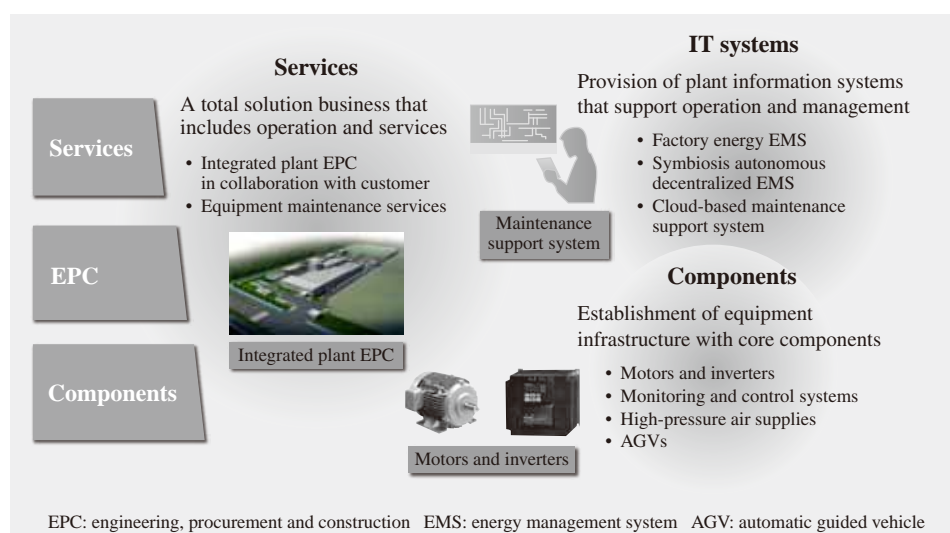 Services
EPC
Components
Services
A total solution business that
includes operation and services
• Integrated plant EPC
in collaboration with customer
• Equipment maintenance services
Integrated plant EPC
IT systems
Provision of plant information systems
that support operation and management
• Factory energy EMS
• Symbiosis autonomous
decentralized EMS
• Cloud-based maintenance
support system
Maintenance
support system
Components
Establishment of equipment
infrastructure with core components
• Motors and inverters
• Monitoring and control systems
• High-pressure air supplies
• AGVs
Motors and inverters
EPC: engineering, procurement and construction EMS: energy management system AGV: automatic guided vehicle